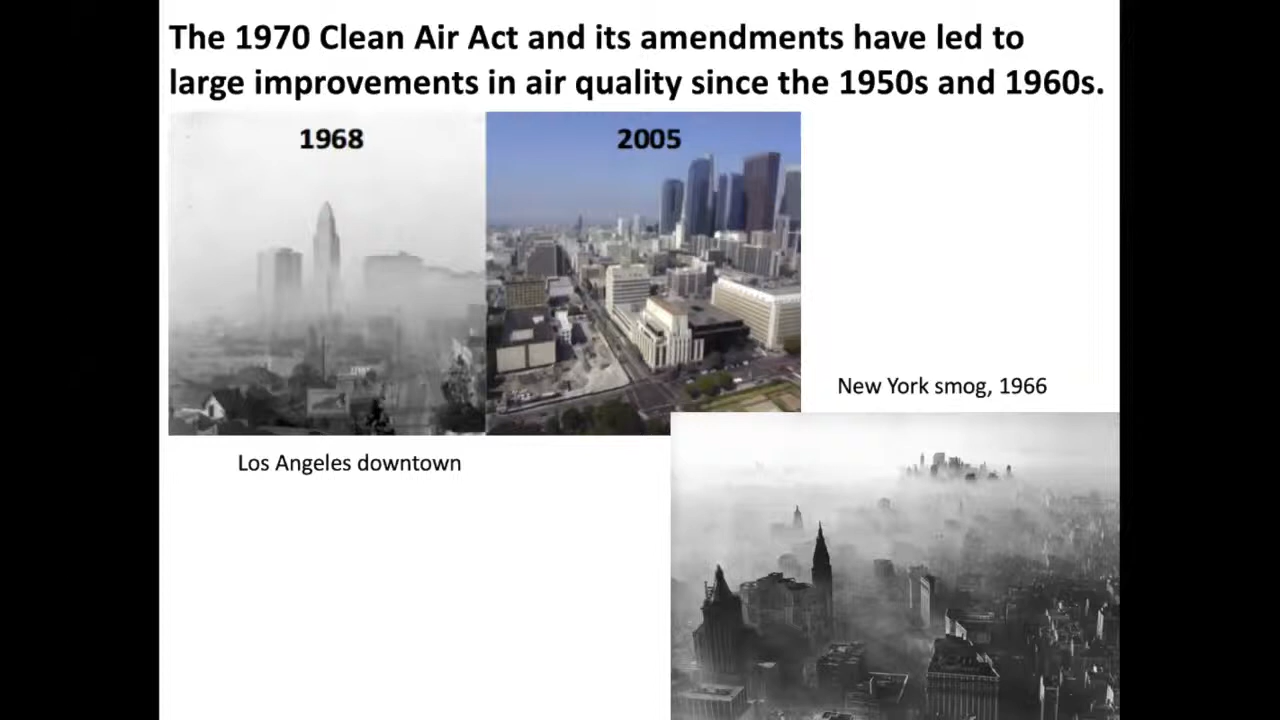 The 1970 Clean Air Act and its amendments have led to
large improvements in air quality since the 1950s and 1960s.
1968
2005
New York smog, 1966
Los Angeles downtown